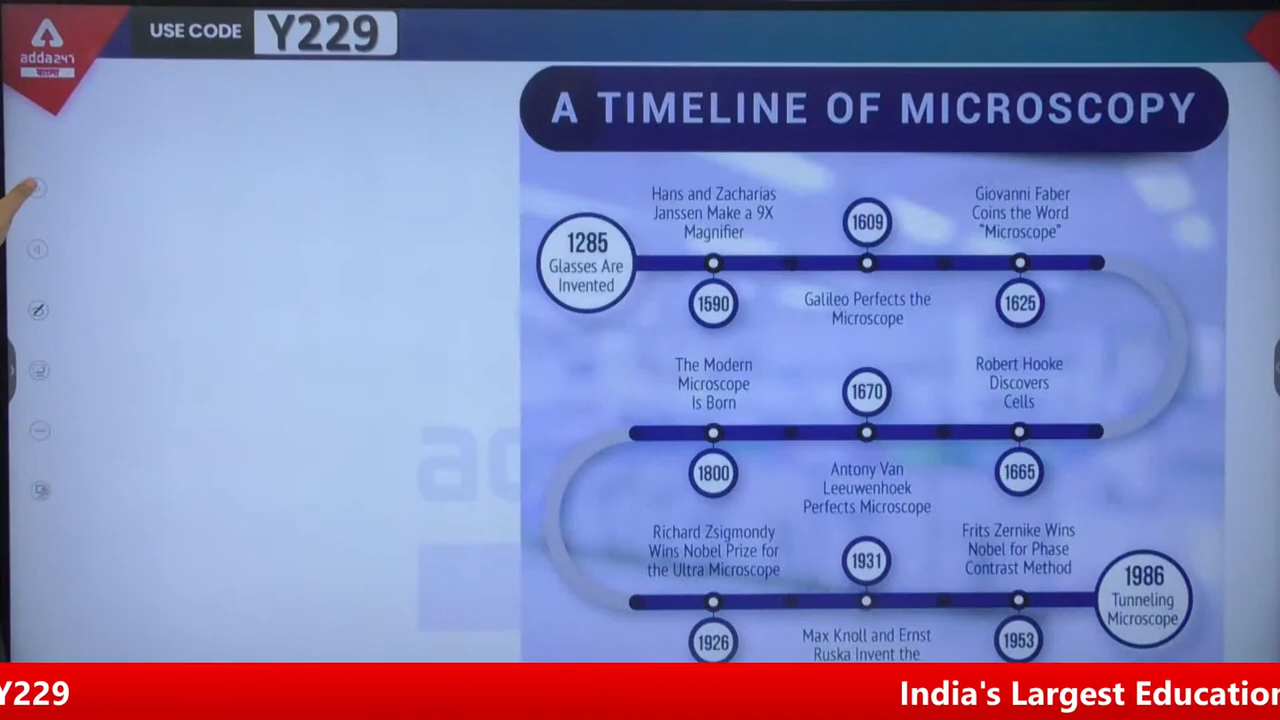 USE CODE
Y229
adda247
বাংলা
A TIMELINE OF MICROSCOPY
1285
Glasses Are
Invented
Hans and Zacharias
Janssen Make a 9X
Magnifier
1590
1609
Galileo Perfects the
Microscope
Giovanni Faber
Coins the Word
"Microscope"
1625
The Modern
Microscope
Is Born
1800
1670
Antony Van
Leeuwenhoek
Perfects Microscope
Robert Hooke
Discovers
Cells
1665
Richard Zsigmondy
Wins Nobel Prize for
the Ultra Microscope
1926
1931
Max Knoll and Ernst
Ruska Invent the
Frits Zernike Wins
Nobel for Phase
Contrast Method
1953
1986
Tunneling
Microscope
Y229
India's Largest Education